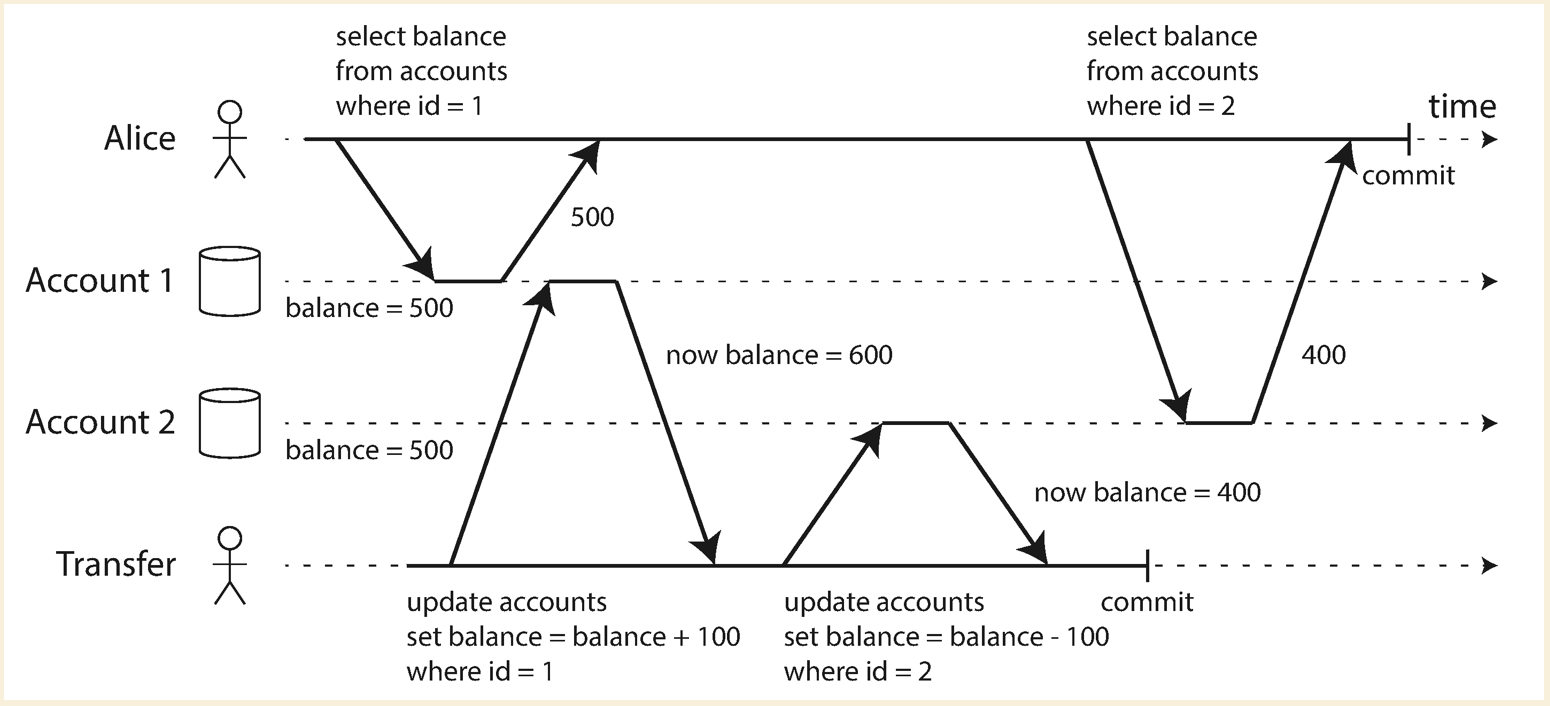 select balance
from accounts
where id = 1
select balance
from accounts
where id = 2
time
Alice
commit
500
Account 1
balance = 500
now balance = 600
400
Account 2
balance = 500
now balance = 400
Transfer
update accounts
set balance = balance + 100
where id = 1
update accounts
set balance = balance - 100
where id = 2
commit